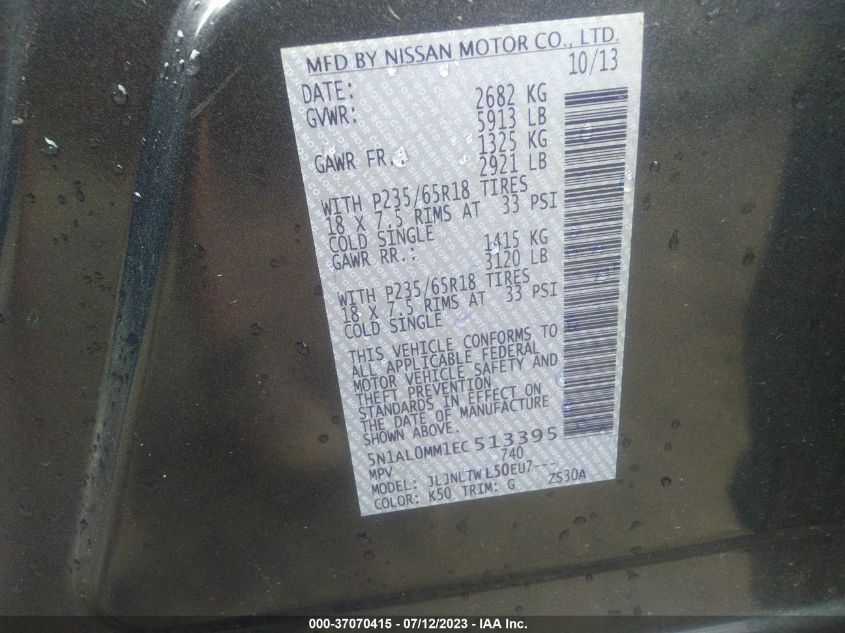 MFD BY NISSAN MOTOR CO., LTD.
DATE: 10/13
GVWR: 2682 KG
5913 LB
GAWR FR.: 1325 KG
2921 LB
WITH P235/65R18 TIRES
18 X 7.5 RIMS AT 33 PSI
COLD SINGLE
GAWR RR.: 1415 KG
3120 LB
WITH P235/65R18 TIRES
18 X 7.5 RIMS AT 33 PSI
COLD SINGLE
THIS VEHICLE CONFORMS TO
ALL APPLICABLE FEDERAL
MOTOR VEHICLE SAFETY AND
THEFT PREVENTION
STANDARDS IN EFFECT ON
THE DATE OF MANUFACTURE
SHOWN ABOVE.
5N1AL0MM1EC513395
MPV 740
MODEL: JLJNLTWL50EU7---
COLOR: K50 TRIM: G ZS30A
000-37070415 - 07/12/2023 - IAA Inc.